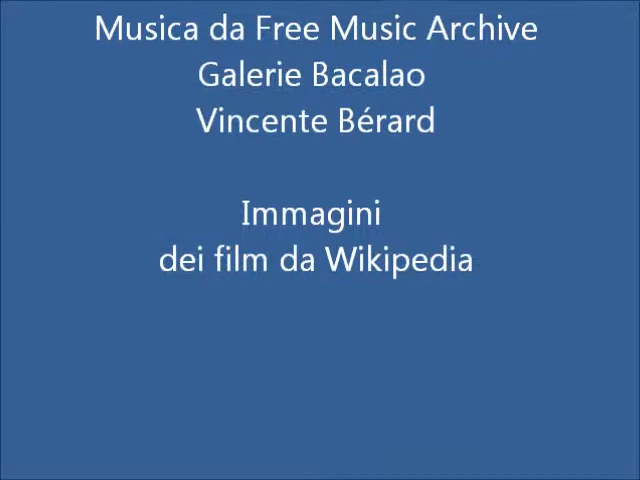 Musica da Free Music Archive
Galerie Bacalao
Vincente Bérard
Immagini
dei film da Wikipedia